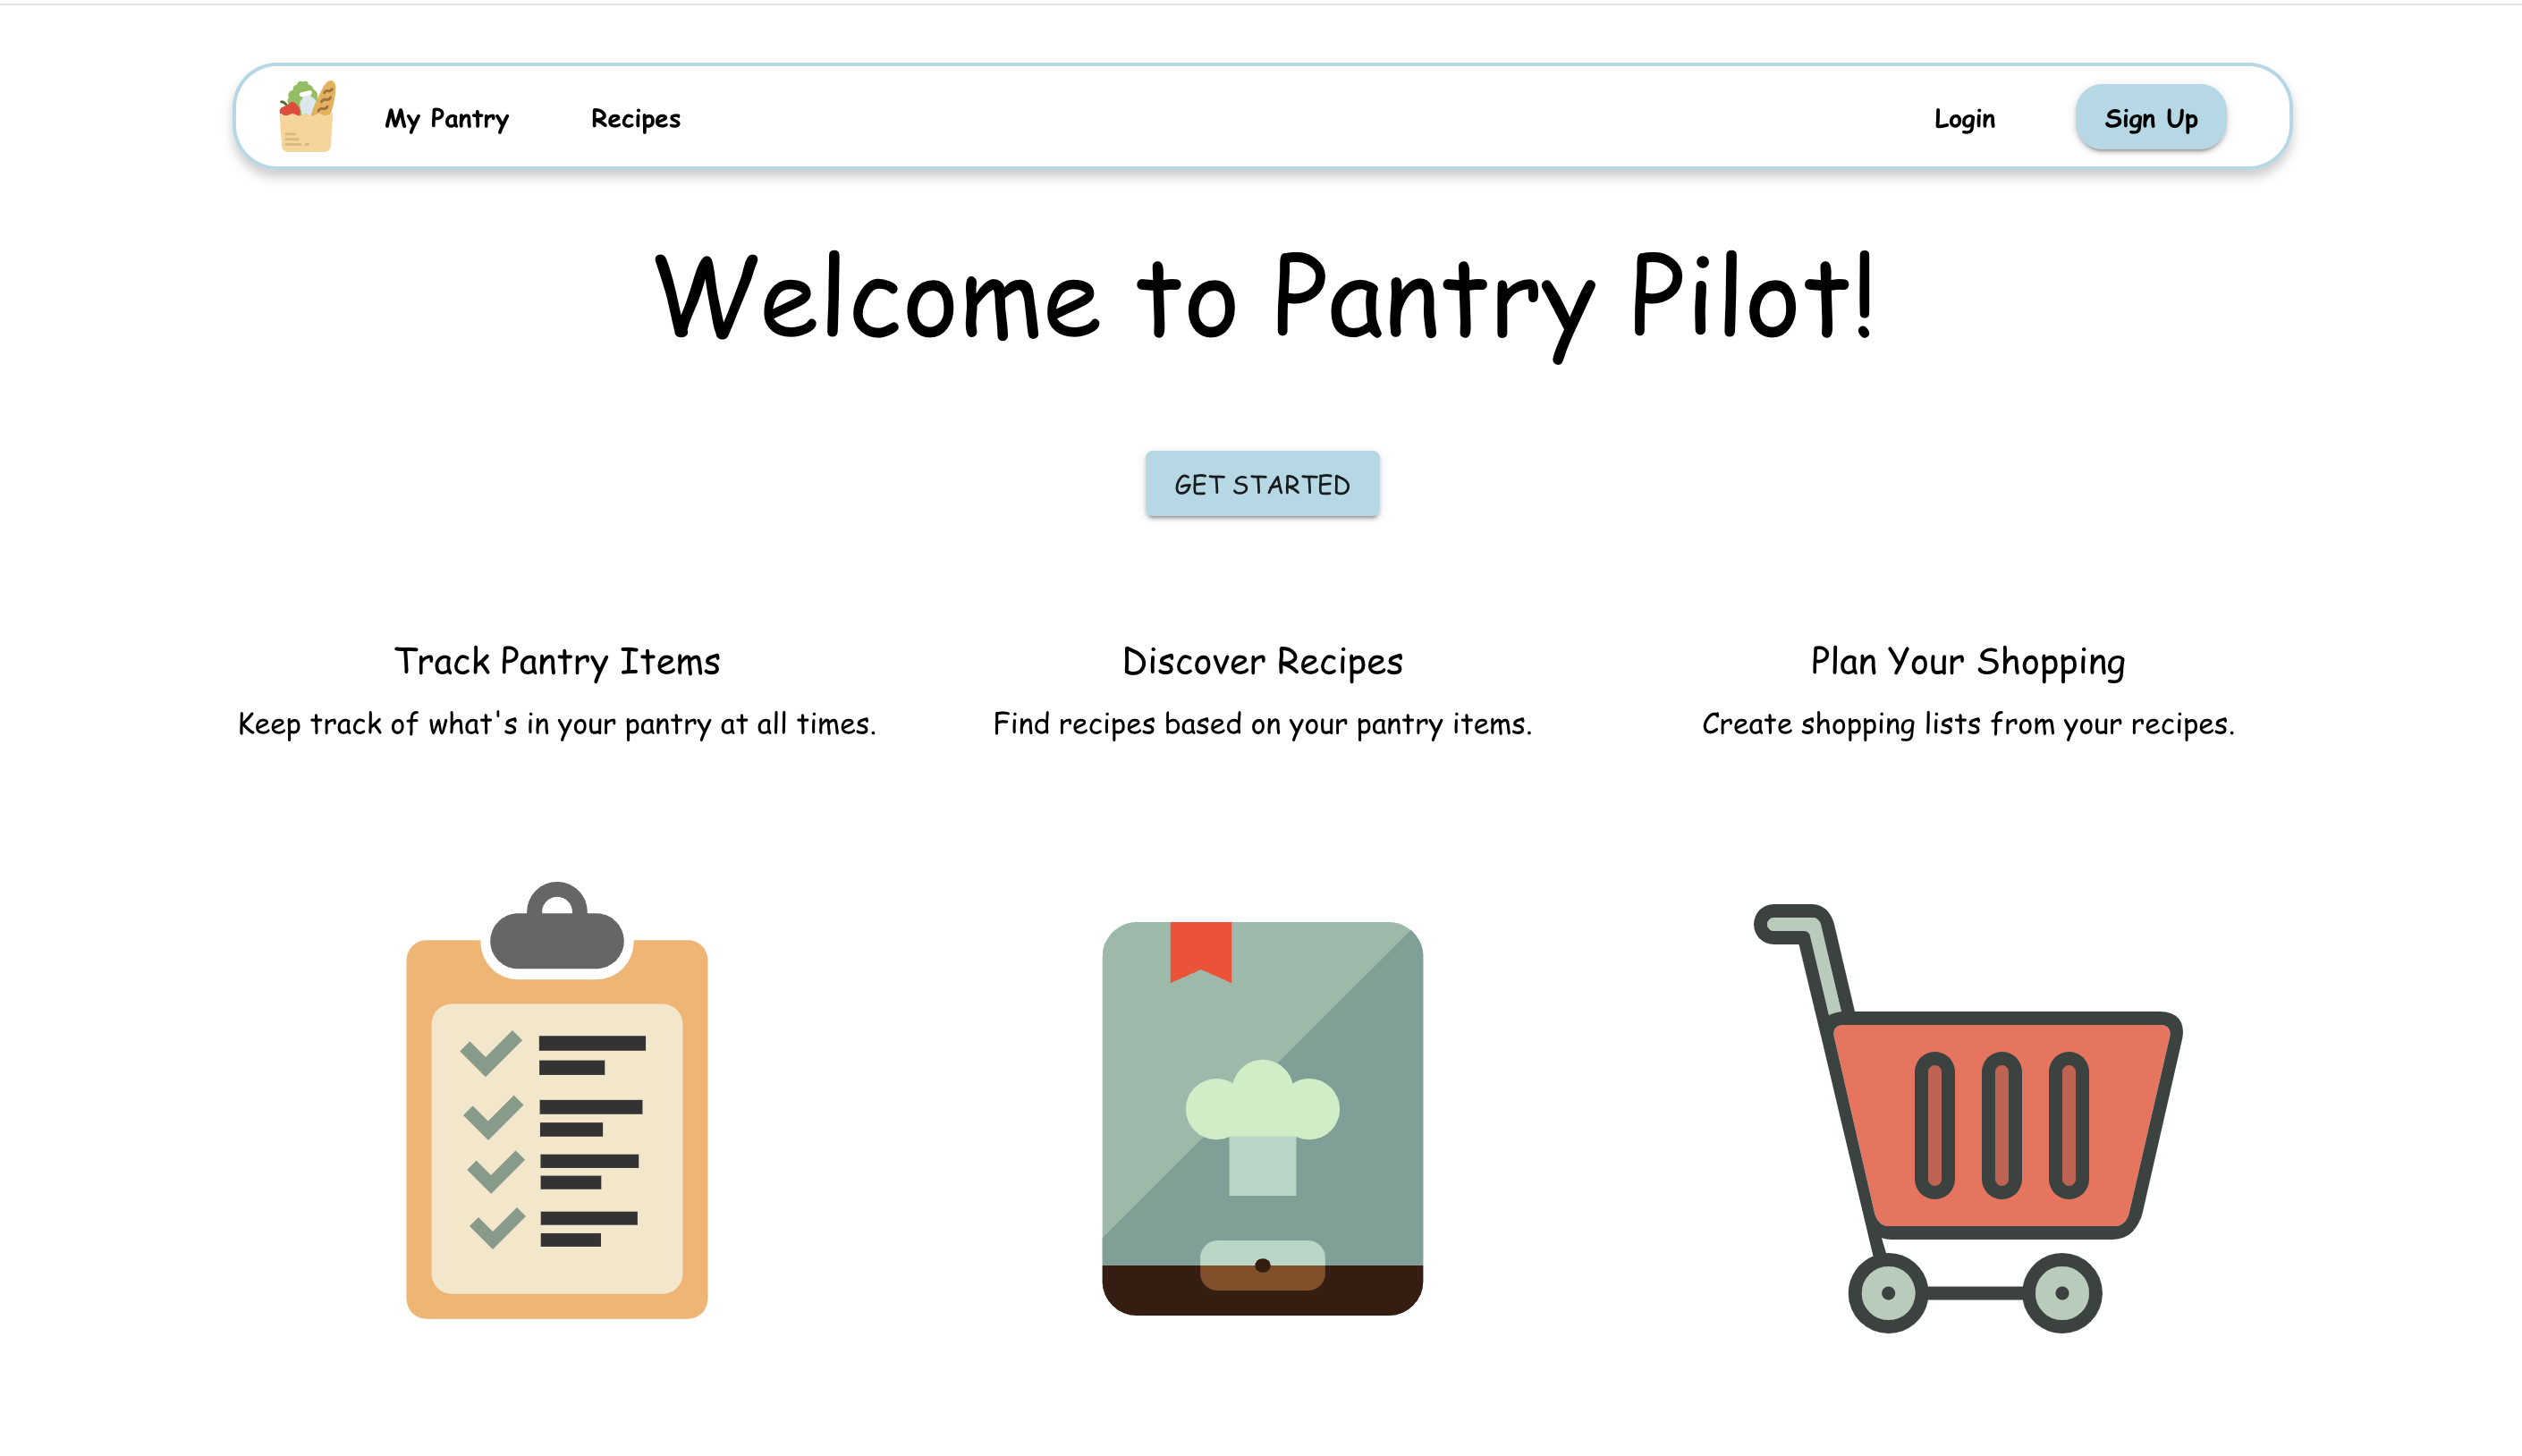 My Pantry
Recipes
Login
Sign Up
Welcome to Pantry Pilot!
GET STARTED
Track Pantry Items
Keep track of what's in your pantry at all times.
Discover Recipes
Find recipes based on your pantry items.
Plan Your Shopping
Create shopping lists from your recipes.